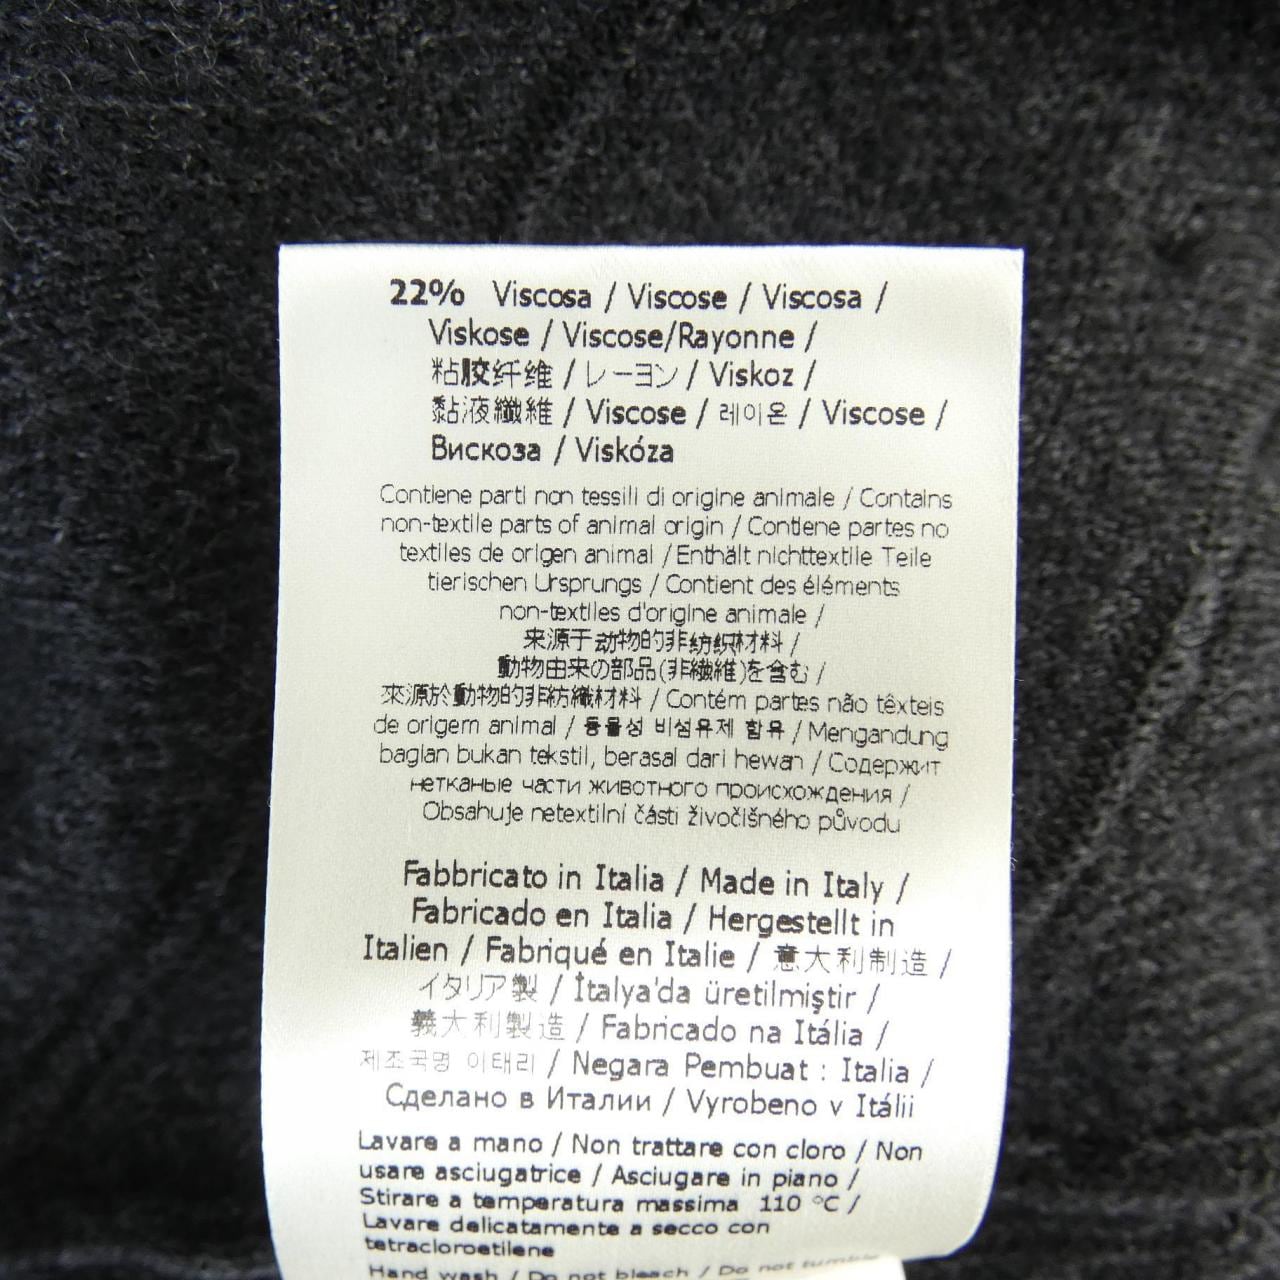 22% Viscosa / Viscose / Viscosa /
Viskose / Viscose/Rayonne /
粘胶纤维 / レーヨン / Viskoz /
黏液纖維 / Viscose / 레이온 / Viscose /
Вискоза / Viskóza
Contiene parti non tessili di origine animale / Contains
non-textile parts of animal origin / Contiene partes no
textiles de origen animal / Enthält nichttextile Teile
tierischen Ursprungs / Contient des éléments
non-textiles d'origine animale /
来源于动物的非纺织材料 /
動物由来の部品(非繊維)を含む /
來源於動物的非紡織材料 / Contém partes não têxteis
de origem animal / 동물성 비섬유제 함유 / Mengandung
bagian bukan tekstil, berasal dari hewan / Содержит
нетканые части животного происхождения /
Obsahuje netextilní části živočišného původu
Fabbricato in Italia / Made in Italy /
Fabricado en Italia / Hergestellt in
Italien / Fabriqué en Italie / 意大利制造 /
イタリア製 / İtalya'da üretilmiştir /
義大利製造 / Fabricado na Itália /
제조국명 이태리 / Negara Pembuat : Italia /
Сделано в Италии / Vyrobeno v Itálii
Lavare a mano / Non trattare con cloro / Non
usare asciugatrice / Asciugare in piano /
Stirare a temperatura massima 110 °C /
Lavare delicatamente a secco con
tetracloroetilene
Hand wash / Do not bleach / Do not tumble